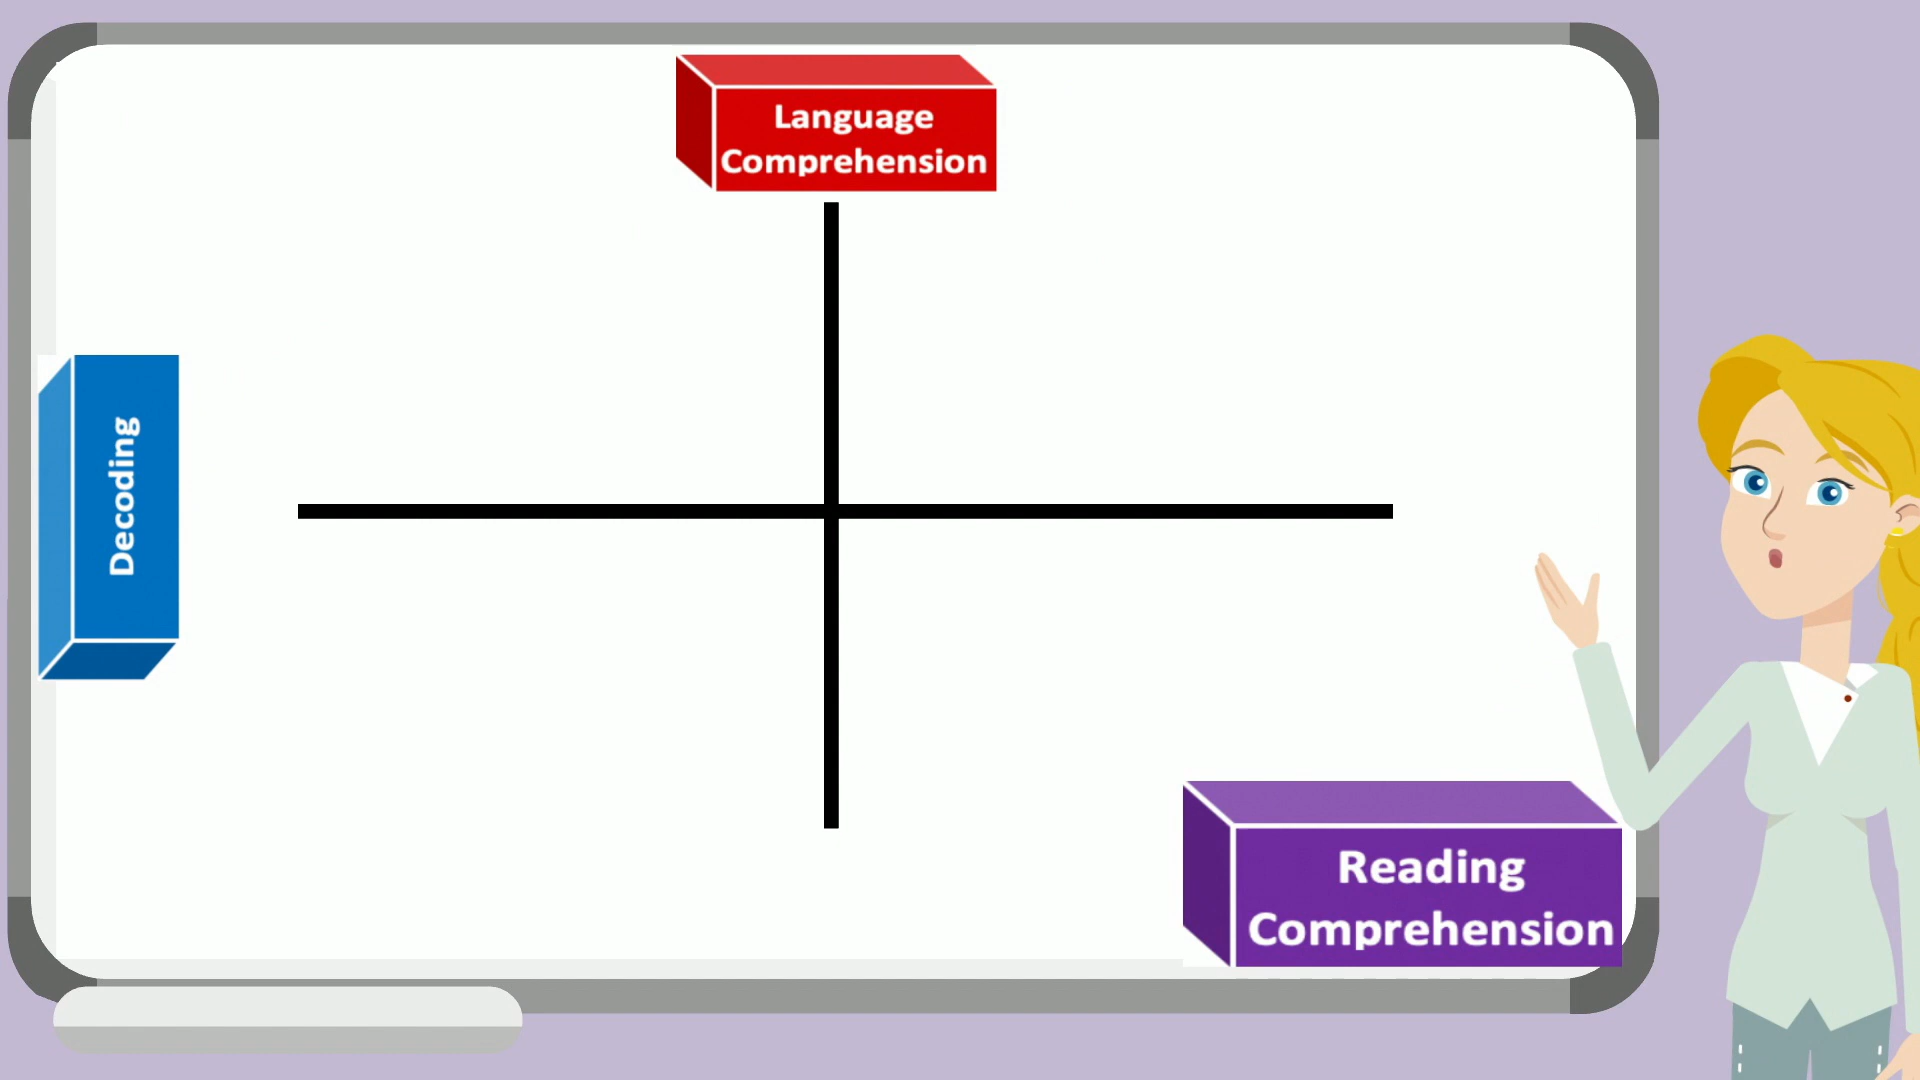 Language
Comprehension
Decoding
Reading
Comprehension